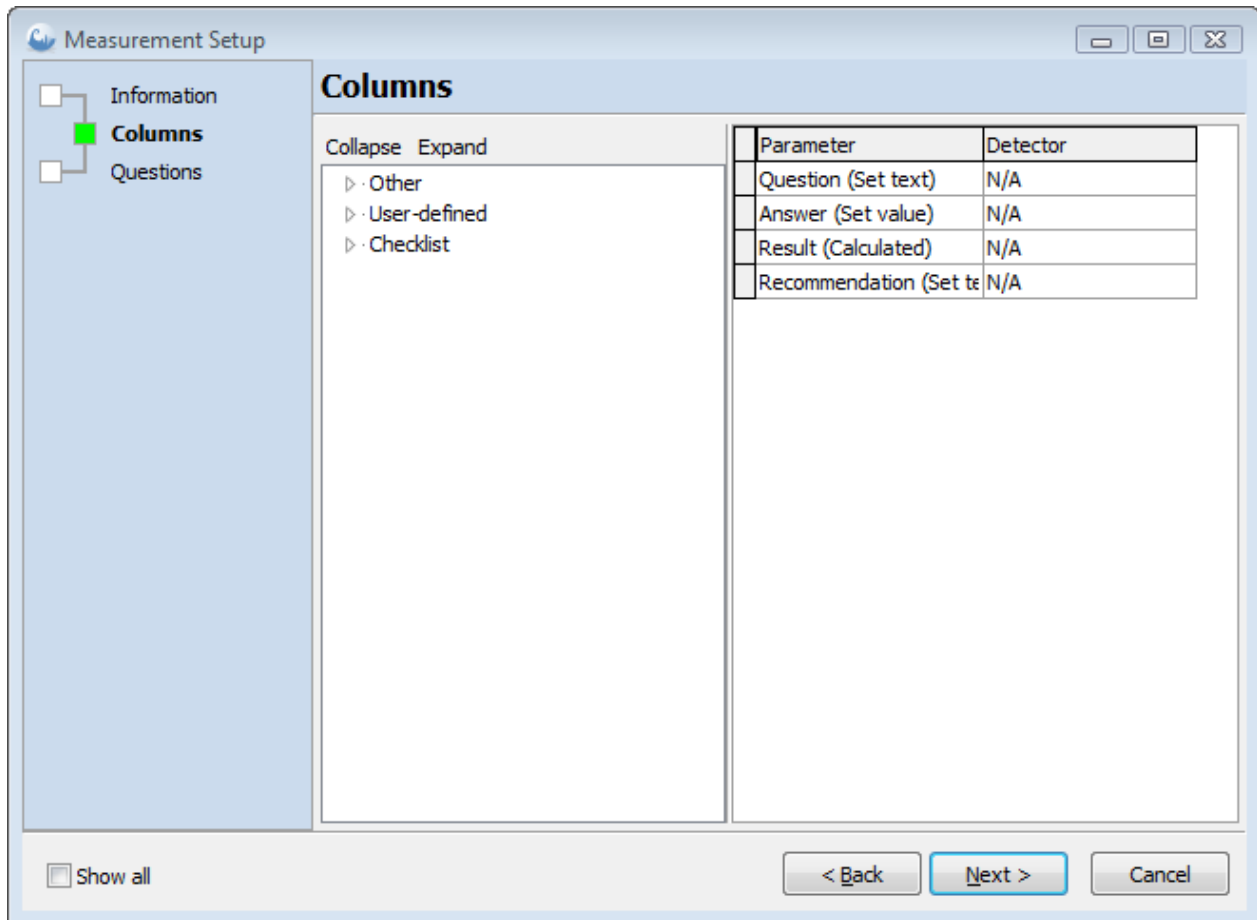 Measurement Setup
Information
Columns
Questions
Columns
Collapse Expand
Other
User-defined
Checklist
Parameter Detector
Question (Set text) N/A
Answer (Set value) N/A
Result (Calculated) N/A
Recommendation (Set te N/A
Show all
< Back Next > Cancel